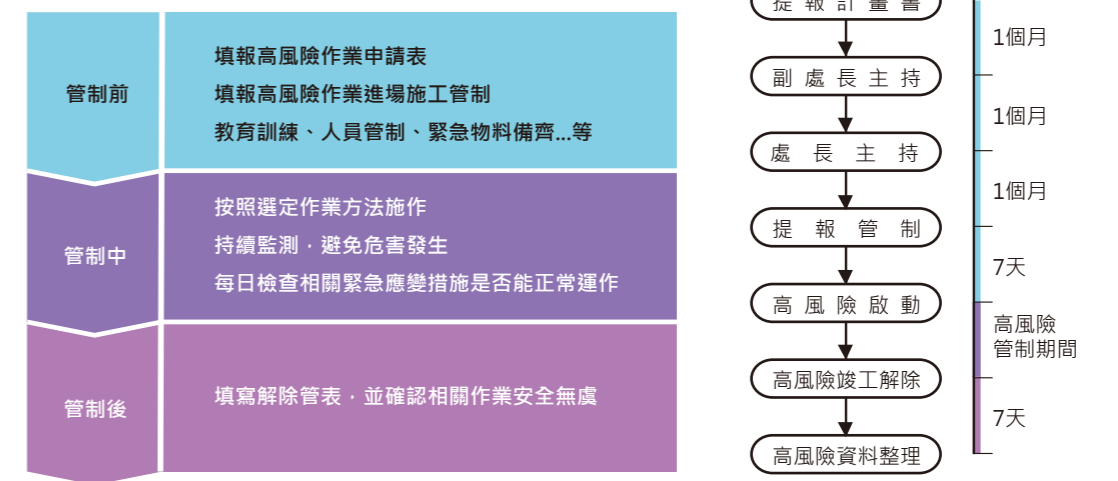 管制前
填報高風險作業申請表
填報高風險作業進場施工管制
教育訓練、人員管制、緊急物料備齊...等
管制中
按照選定作業方法施作
持續監測，避免危害發生
每日檢查相關緊急應變措施是否能正常運作
管制後
填寫解除管表，並確認相關作業安全無虞
提報計畫書
副處長主持
處長主持
提報管制
高風險啟動
高風險竣工解除
高風險資料整理
1個月
1個月
1個月
7天
高風險
管制期間
7天